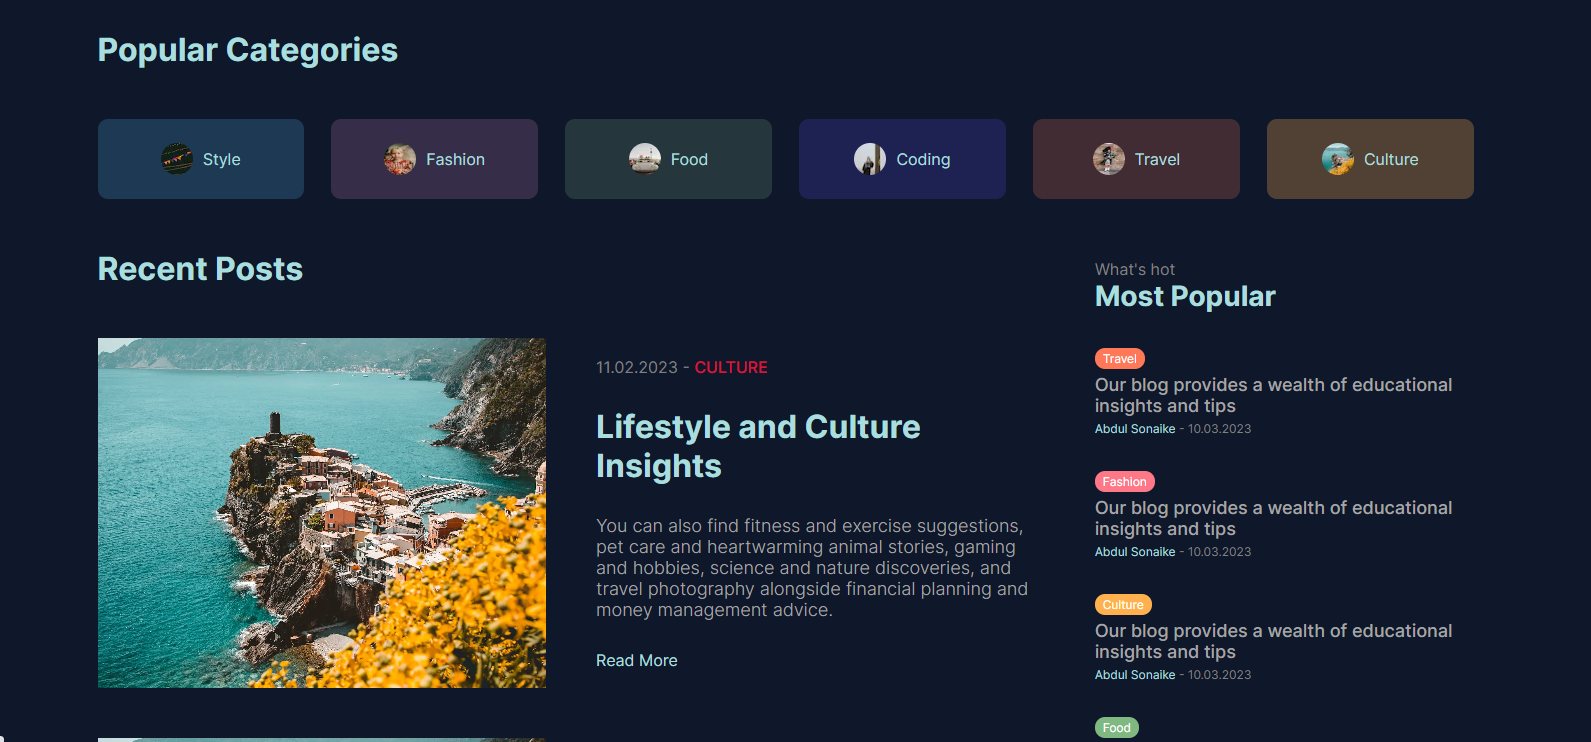 Popular Categories
Style
Fashion
Food
Coding
Travel
Culture
Recent Posts
11.02.2023 - CULTURE
Lifestyle and Culture
Insights
You can also find fitness and exercise suggestions,
pet care and heartwarming animal stories, gaming
and hobbies, science and nature discoveries, and
travel photography alongside financial planning and
money management advice.
Read More
What's hot
Most Popular
Travel
Our blog provides a wealth of educational
insights and tips
Abdul Sonaike - 10.03.2023
Fashion
Our blog provides a wealth of educational
insights and tips
Abdul Sonaike - 10.03.2023
Culture
Our blog provides a wealth of educational
insights and tips
Abdul Sonaike - 10.03.2023
Food